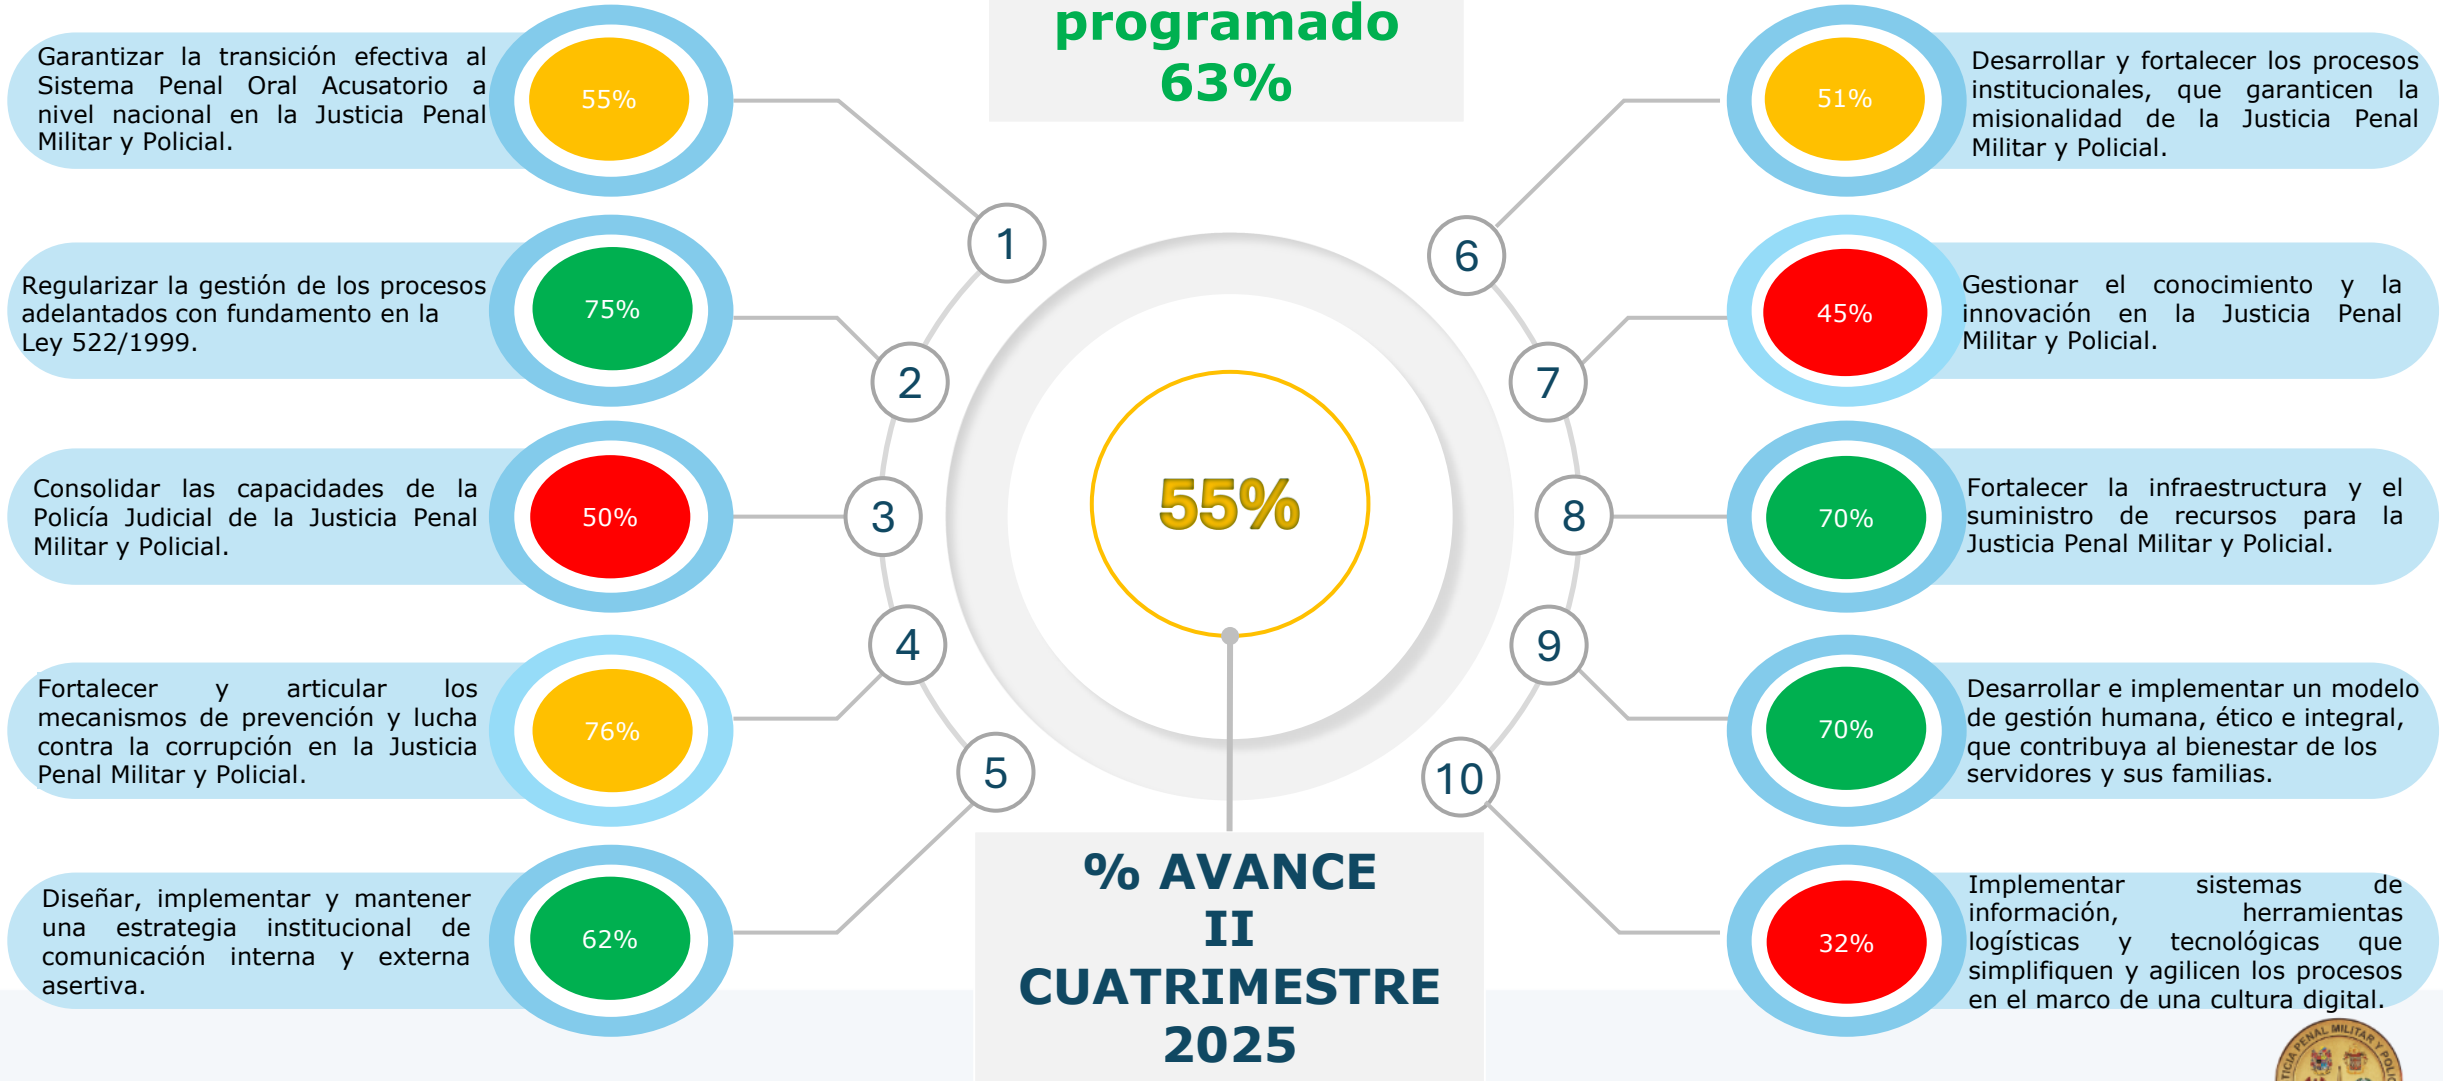 programado
63%
Garantizar la transición efectiva al
Sistema Penal Oral Acusatorio a
nivel nacional en la Justicia Penal
Militar y Policial.
55%
1
Regularizar la gestión de los procesos
adelantados con fundamento en la
Ley 522/1999.
75%
2
Consolidar las capacidades de la
Policía Judicial de la Justicia Penal
Militar y Policial.
50%
3
Fortalecer y articular los
mecanismos de prevención y lucha
contra la corrupción en la Justicia
Penal Militar y Policial.
76%
4
Diseñar, implementar y mantener
una estrategia institucional de
comunicación interna y externa
asertiva.
62%
5
55%
% AVANCE
II
CUATRIMESTRE
2025
6
51%
Desarrollar y fortalecer los procesos
institucionales, que garanticen la
misionalidad de la Justicia Penal
Militar y Policial.
7
45%
Gestionar el conocimiento y la
innovación en la Justicia Penal
Militar y Policial.
8
70%
Fortalecer la infraestructura y el
suministro de recursos para la
Justicia Penal Militar y Policial.
9
70%
Desarrollar e implementar un modelo
de gestión humana, ético e integral,
que contribuya al bienestar de los
servidores y sus familias.
10
32%
Implementar sistemas de
información, herramientas
logísticas y tecnológicas que
simplifiquen y agilicen los procesos
en el marco de una cultura digital.
PENAL MILITAR Y